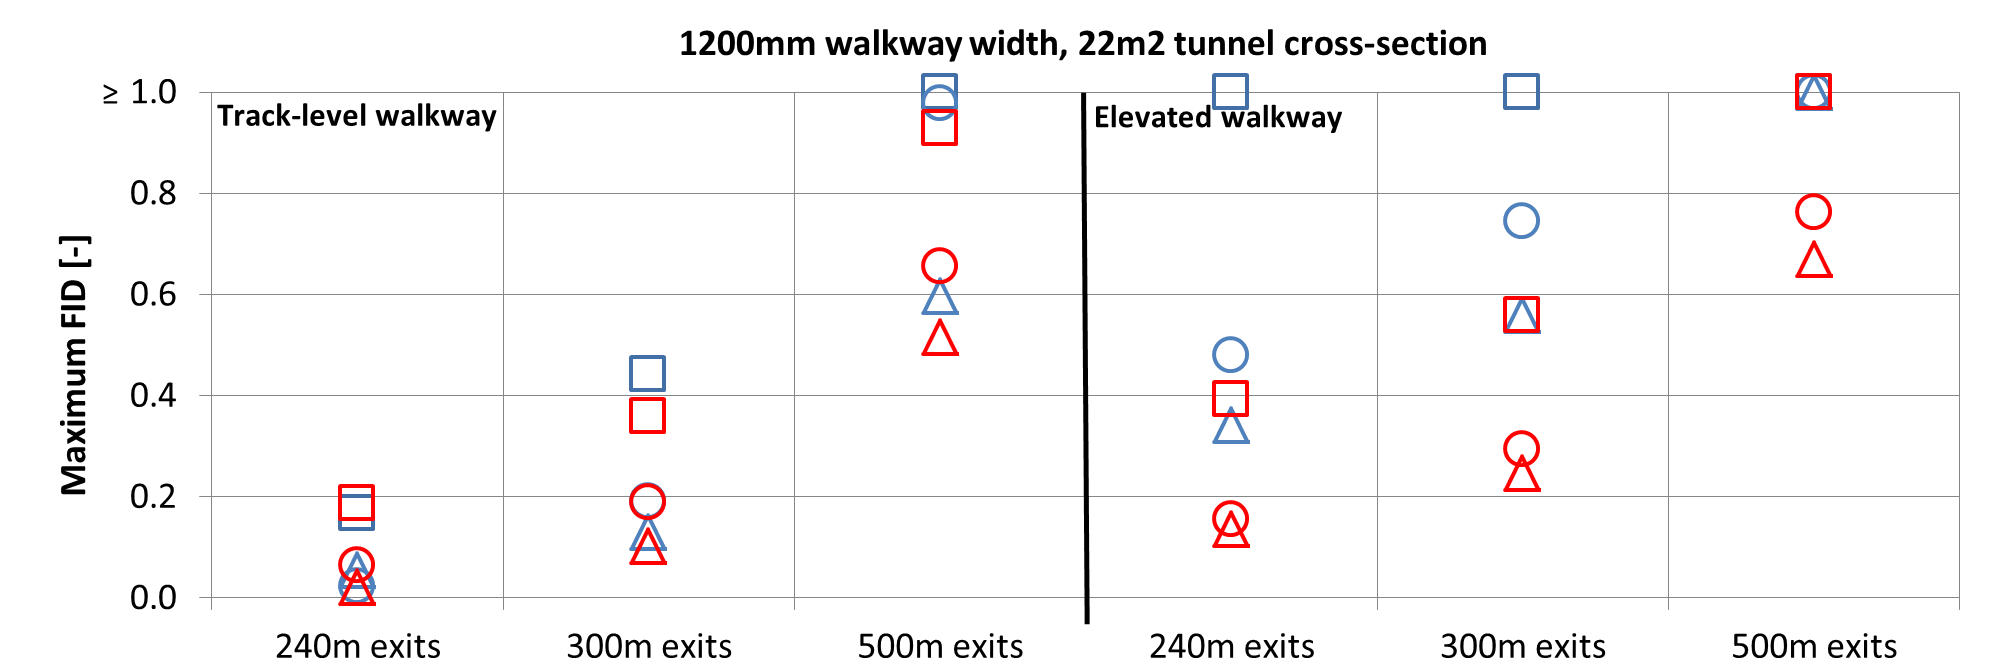 1200mm walkway width, 22m2 tunnel cross-section
≥ 1.0
0.8
0.6
0.4
0.2
0.0
Maximum FID [-]
Track-level walkway
Elevated walkway
240m exits
300m exits
500m exits
240m exits
300m exits
500m exits